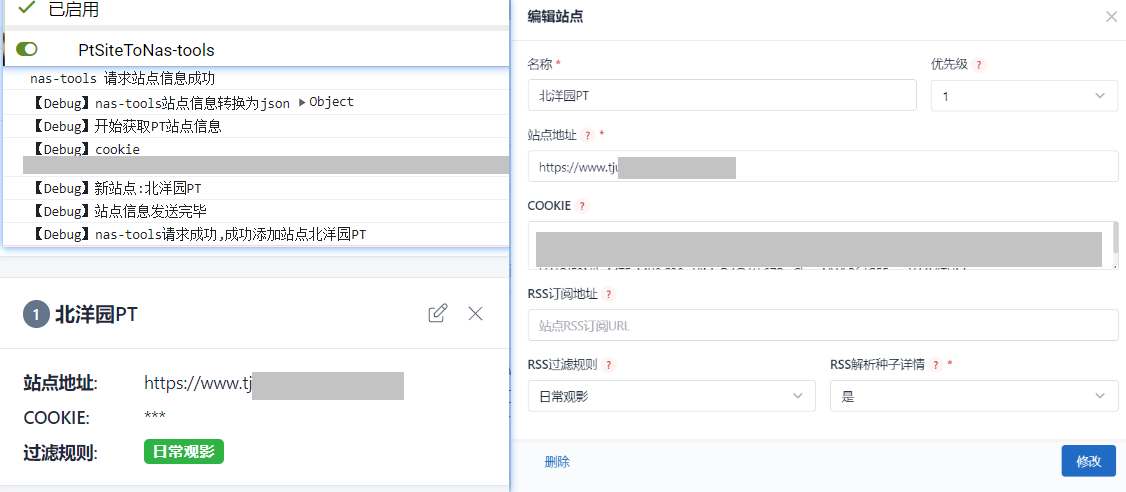 已启用
PtSiteToNas-tools
nas-tools 请求站点信息成功
【Debug】nas-tools站点信息转换为json ▶Object
【Debug】开始获取PT站点信息
【Debug】cookie
【Debug】新站点:北洋园PT
【Debug】站点信息发送完毕
【Debug】nas-tools请求成功,成功添加站点北洋园PT
1 北洋园PT
站点地址: https://www.tj
COOKIE: ***
过滤规则: 日常观影
编辑站点
名称 *
北洋园PT
优先级 ?
1
站点地址 ? *
https://www.tju
COOKIE ?
RSS订阅地址 ?
站点RSS订阅URL
RSS过滤规则 ?
日常观影
RSS解析种子详情 ? *
是
删除
修改